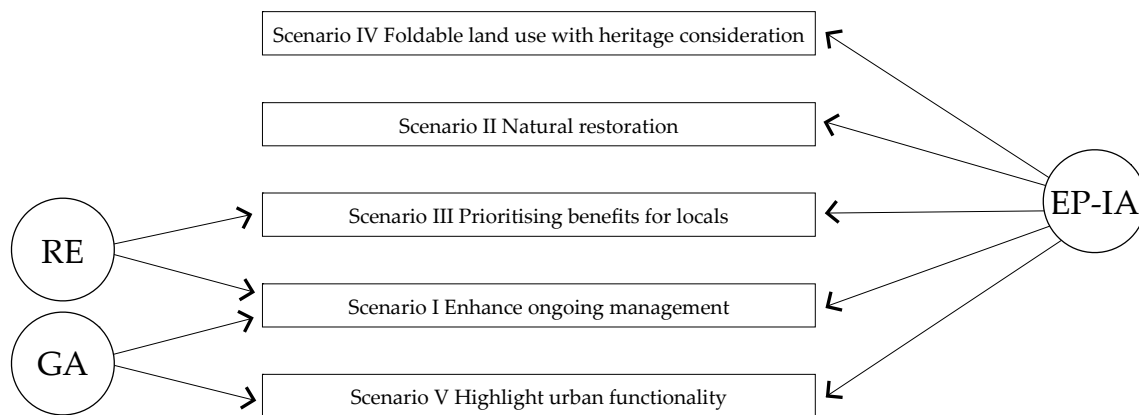 Scenario IV Foldable land use with heritage consideration
Scenario II Natural restoration
Scenario III Prioritising benefits for locals
EP-IA
RE
Scenario I Enhance ongoing management
GA
Scenario V Highlight urban functionality